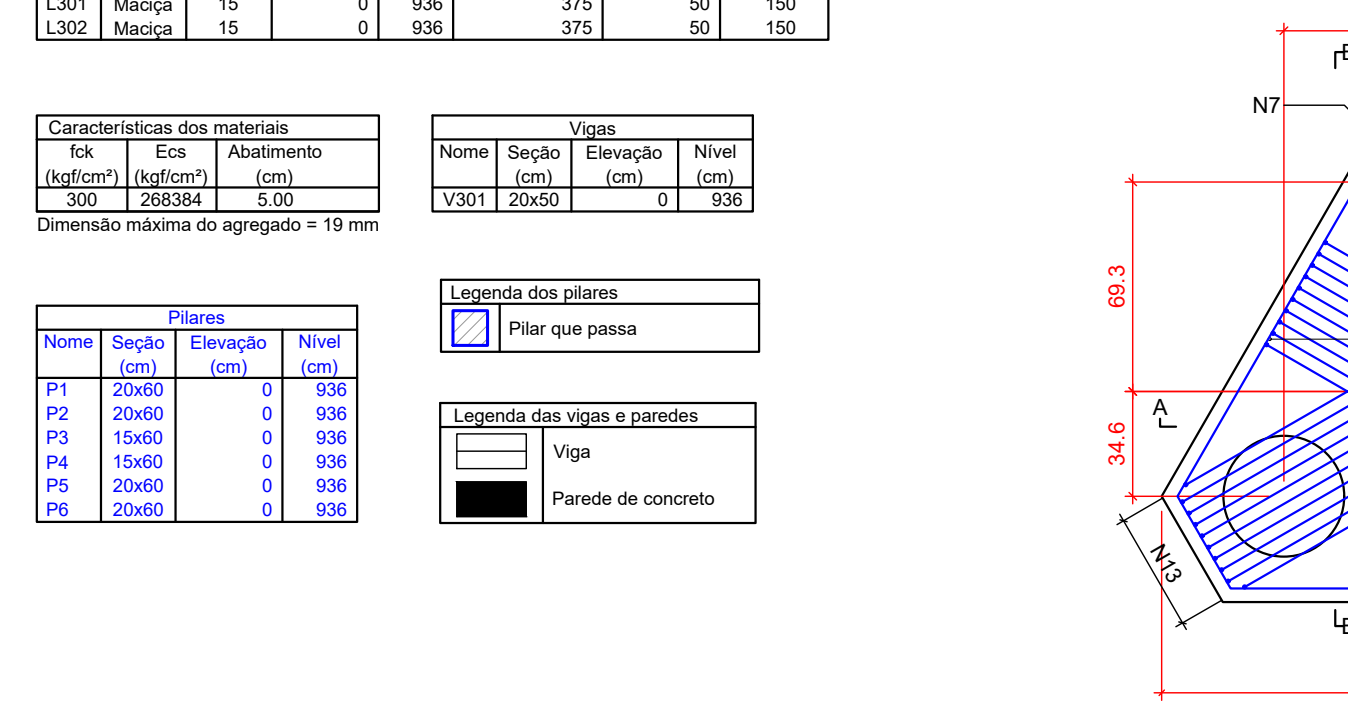 L301 Maciça 15 0 936 375 50 150
L302 Maciça 15 0 936 375 50 150
Características dos materiais
fck Ecs Abatimento
(kgf/cm²) (kgf/cm²) (cm)
300 268384 5.00
Dimensão máxima do agregado = 19 mm
Vigas
Nome Seção Elevação Nível
(cm) (cm) (cm)
V301 20x50 0 936
Pilares
Nome Seção Elevação Nível
(cm) (cm) (cm)
P1 20x60 0 936
P2 20x60 0 936
P3 15x60 0 936
P4 15x60 0 936
P5 20x60 0 936
P6 20x60 0 936
Legenda dos pilares
Pilar que passa
Legenda das vigas e paredes
Viga
Parede de concreto
N7
69.3
A
34.6
N13